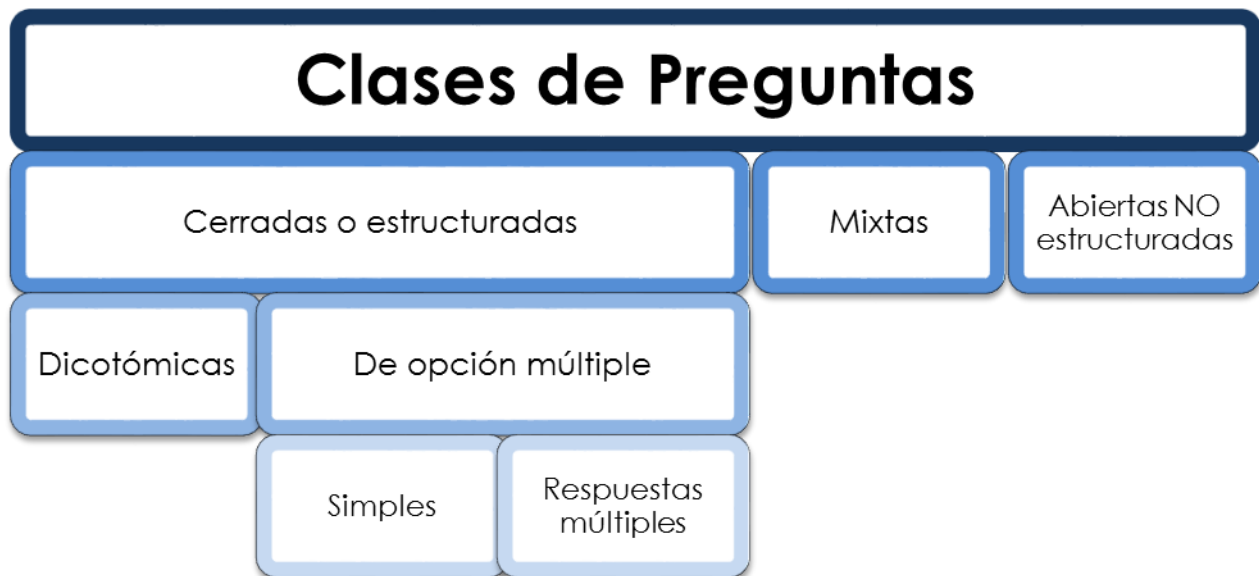 Clases de Preguntas
Cerradas o estructuradas
Mixtas
Abiertas NO
estructuradas
Dicotómicas
De opción múltiple
Simples
Respuestas
múltiples